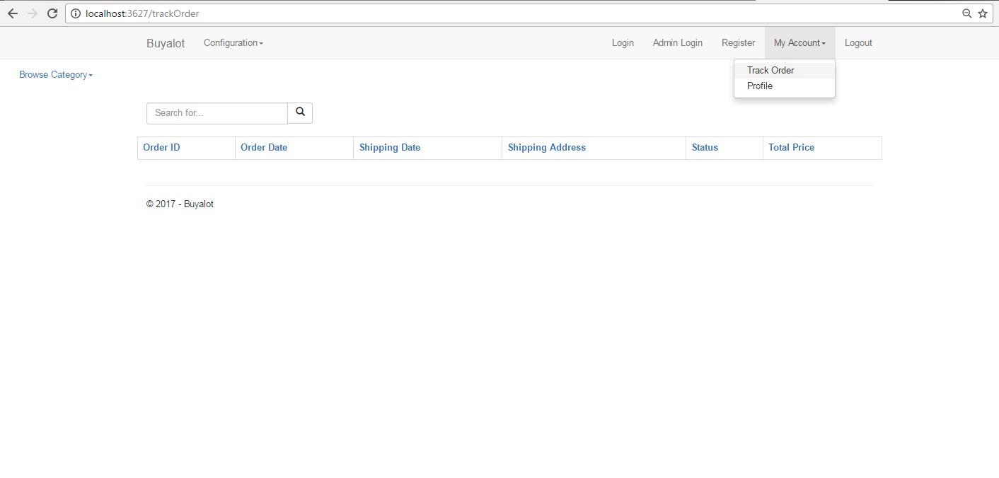 localhost:3627/trackOrder
Buyalot Configuration Login Admin Login Register My Account Logout
Browse Category
Track Order
Profile
Search for...
Order ID Order Date Shipping Date Shipping Address Status Total Price
© 2017 - Buyalot